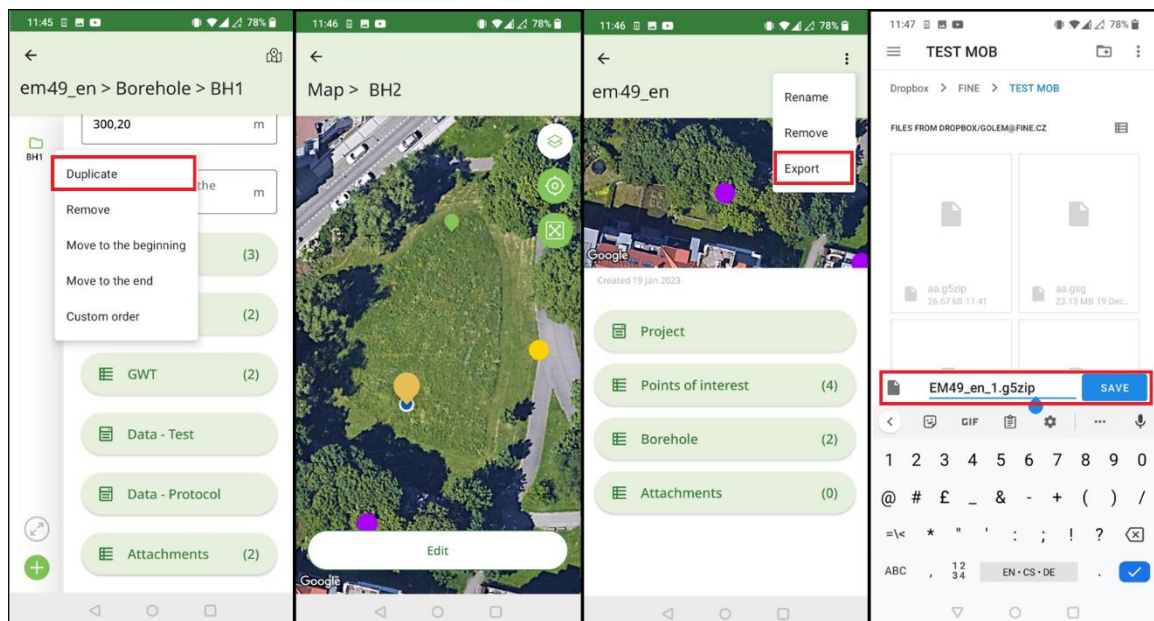 11:45
78%
em49_en > Borehole > BH1
300,20 m
BH1
Duplicate
the m
Remove
Move to the beginning
(3)
Move to the end
Custom order
(2)
GWT (2)
Data - Test
Data - Protocol
Attachments (2)
11:46
78%
Map > BH2
Edit
Google
11:46
78%
em49_en
Rename
Remove
Export
Google
Created 19 Jan 2023
Project
Points of interest (4)
Borehole (2)
Attachments (0)
11:47
78%
TEST MOB
Dropbox > FINE > TEST MOB
FILES FROM DROPBOX/GOLEM@FINE.CZ
aa.g5zip
26.67 kB 11:41
aa.gsg
23.13 MB 19 Dec...
EM49_en_1.g5zip SAVE
GIF
1 2 3 4 5 6 7 8 9 0
@ # £ _ & - + ( ) /
=\< * " ' : ; ! ?
ABC , 12 34 EN • CS • DE .